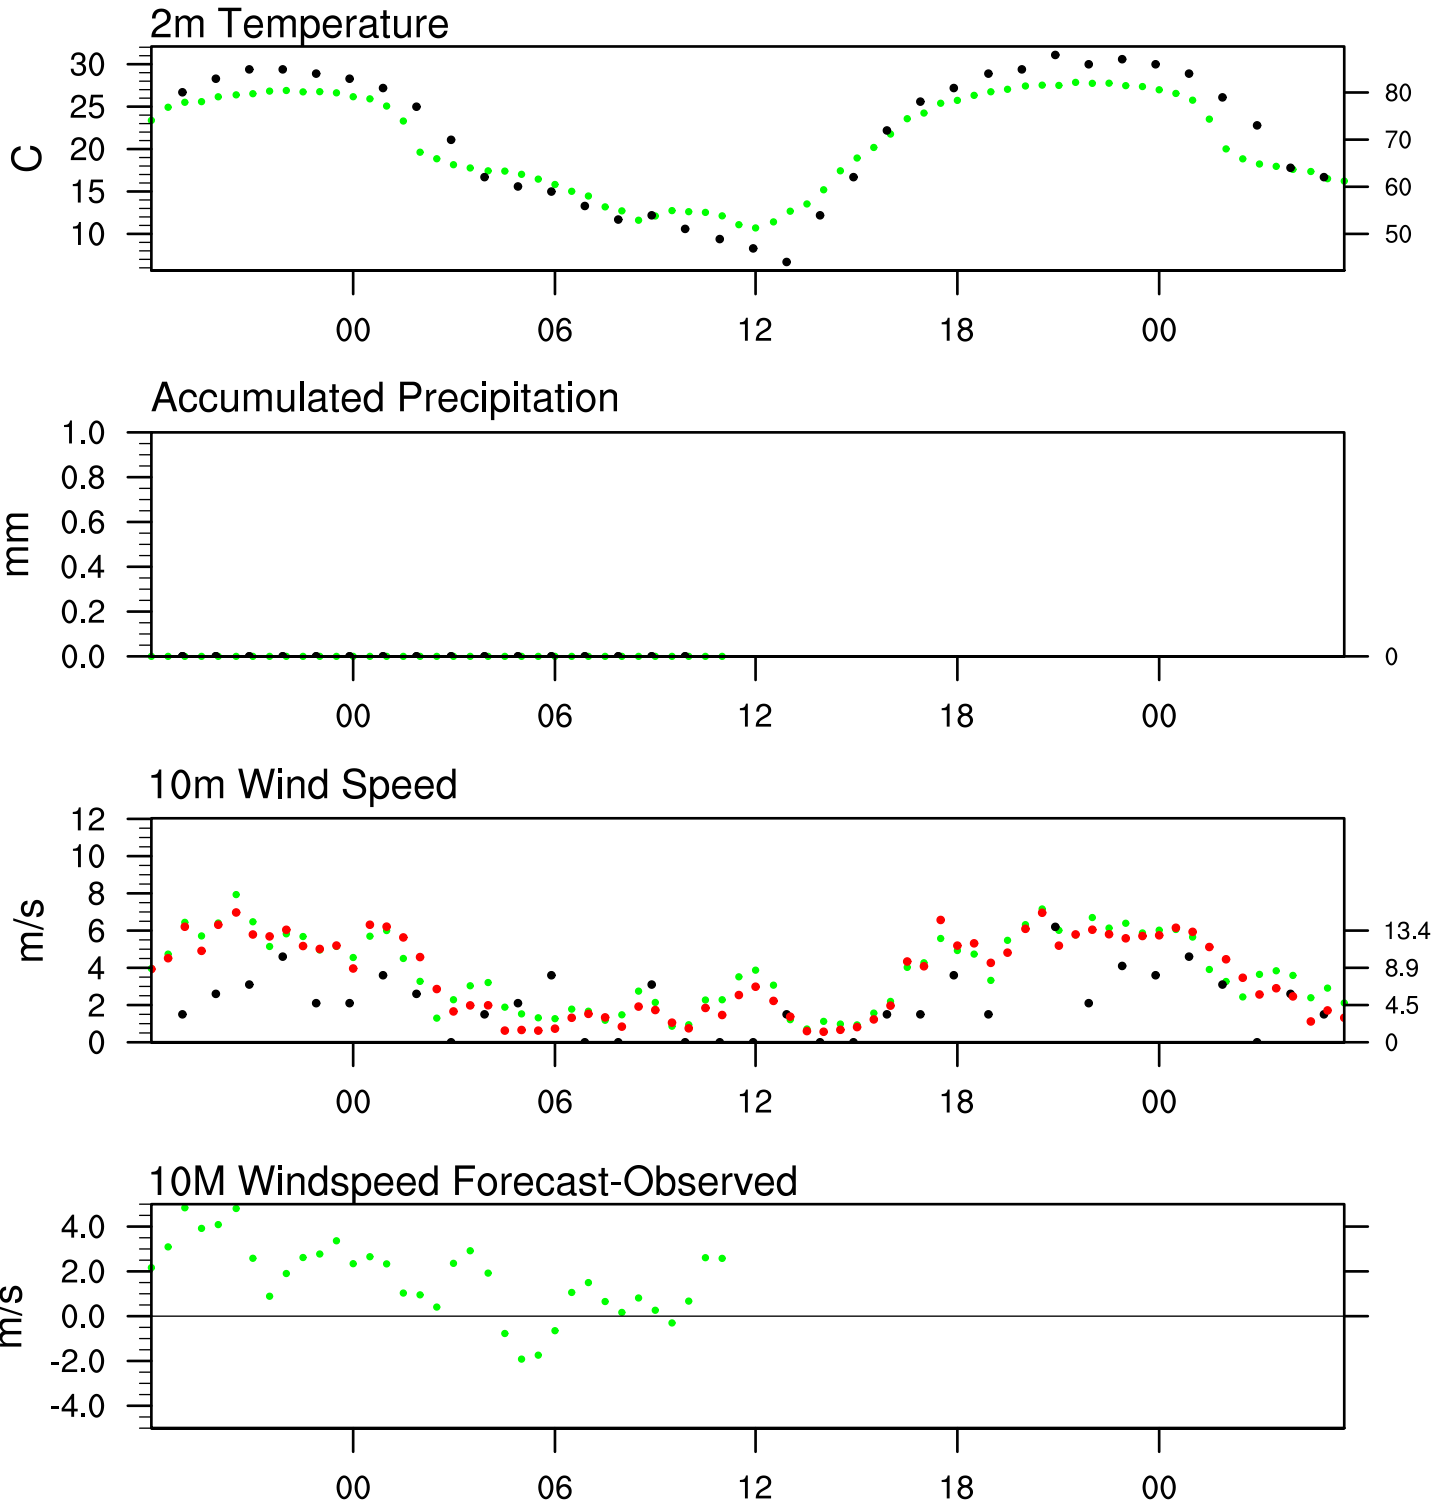 2m Temperature
C
30
25
20
15
10
80
70
60
50
00 06 12 18 00
Accumulated Precipitation
mm
1.0
0.8
0.6
0.4
0.2
0.0
0
00 06 12 18 00
10m Wind Speed
m/s
12
10
8
6
4
2
0
13.4
8.9
4.5
0
00 06 12 18 00
10M Windspeed Forecast-Observed
m/s
4.0
2.0
0.0
-2.0
-4.0
00 06 12 18 00